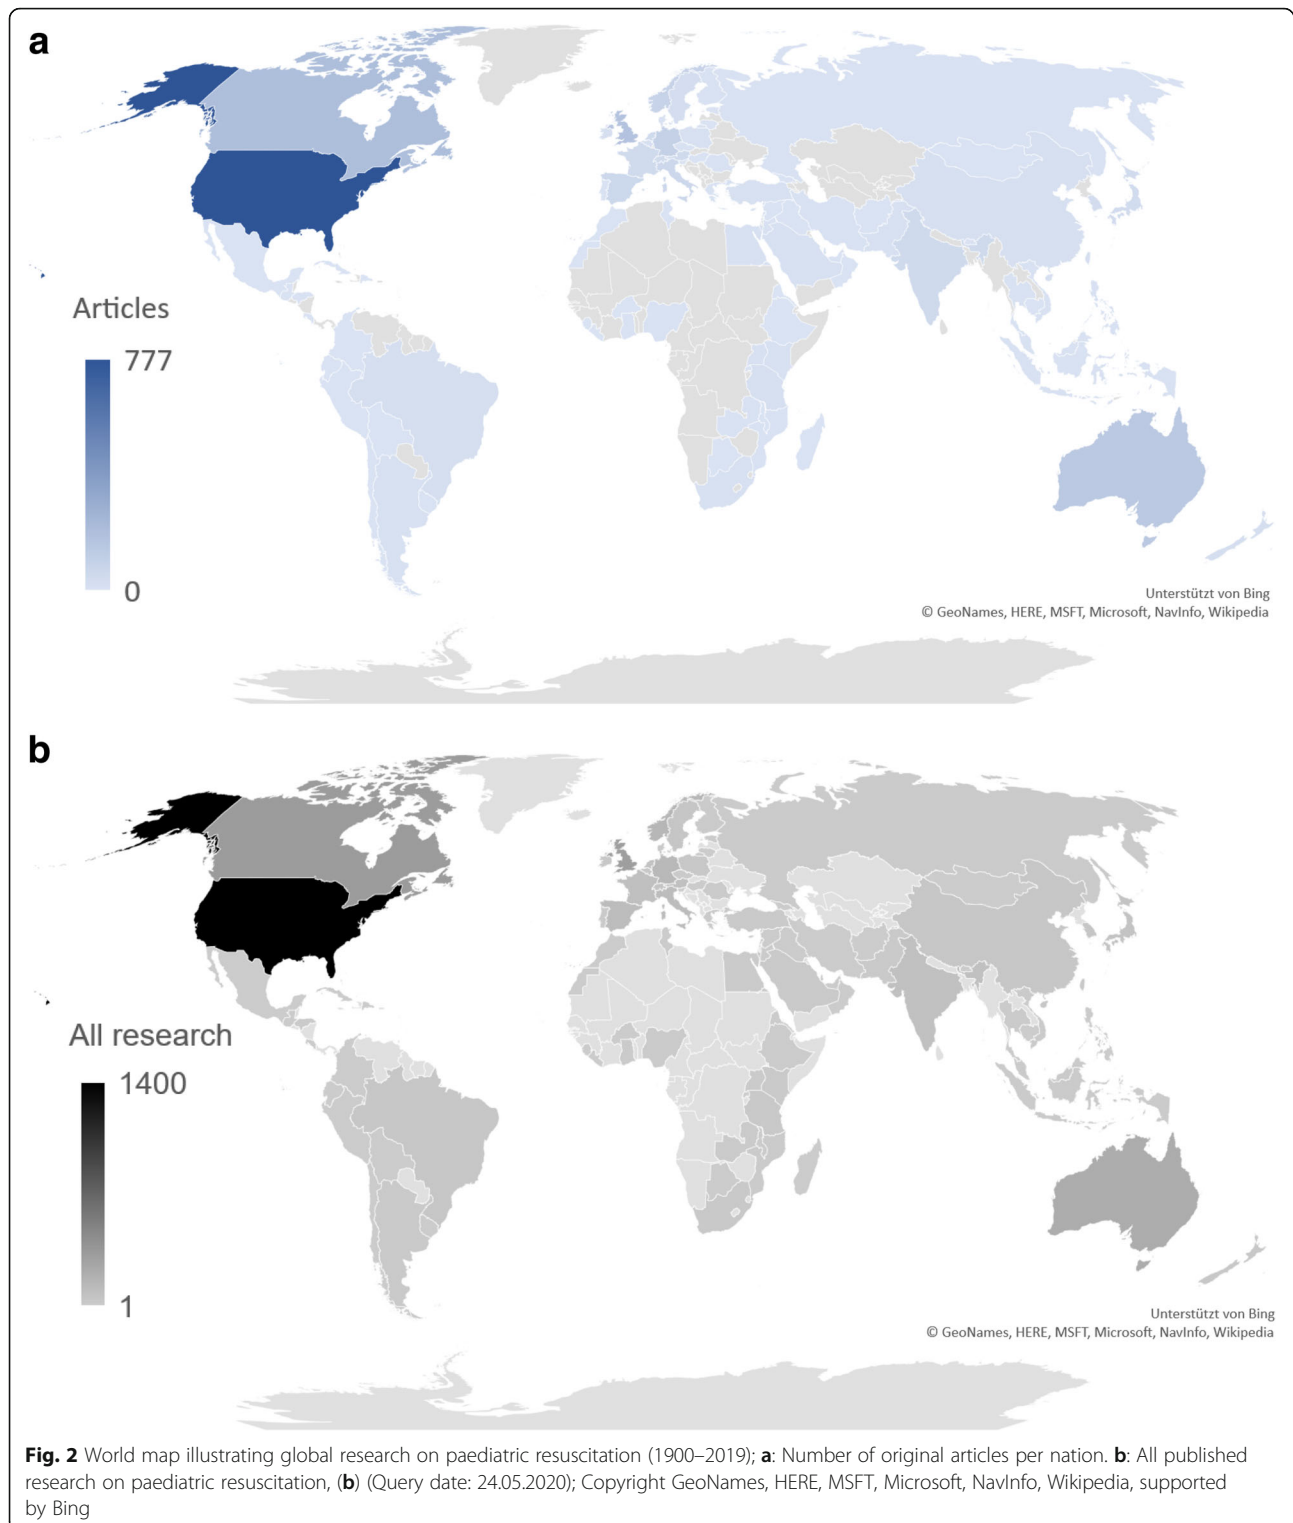 a
Articles
777
0
Unterstützt von Bing
© GeoNames, HERE, MSFT, Microsoft, NavInfo, Wikipedia
b
All research
1400
1
Unterstützt von Bing
© GeoNames, HERE, MSFT, Microsoft, NavInfo, Wikipedia
Fig. 2 World map illustrating global research on paediatric resuscitation (1900–2019); a: Number of original articles per nation. b: All published
research on paediatric resuscitation, (b) (Query date: 24.05.2020); Copyright GeoNames, HERE, MSFT, Microsoft, NavInfo, Wikipedia, supported
by Bing